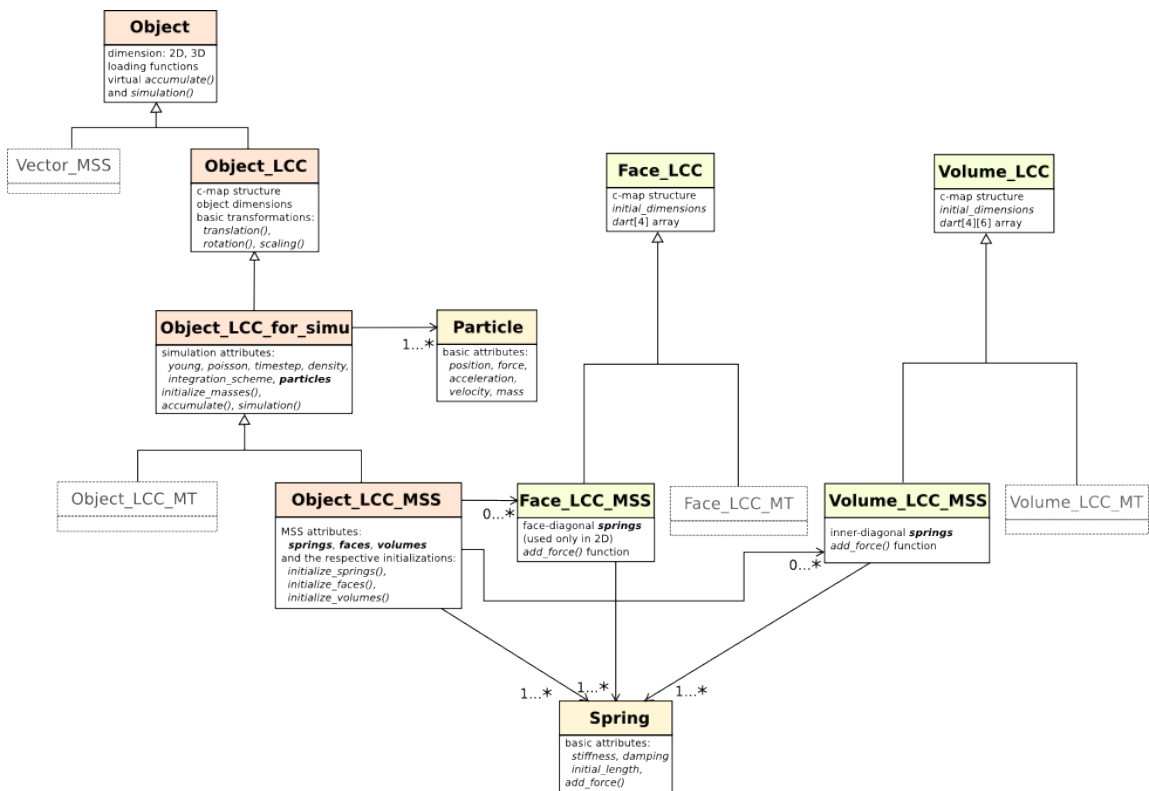 Object
dimension: 2D, 3D
loading functions
virtual accumulate()
and simulation()
Vector_MSS
Object_LCC
c-map structure
object dimensions
basic transformations:
translation(),
rotation(), scaling()
Face_LCC
c-map structure
initial_dimensions
dart[4] array
Volume_LCC
c-map structure
initial_dimensions
dart[4][6] array
Object_LCC_for_simu
simulation attributes:
young, poisson, timestep, density,
integration_scheme, particles
initialize_masses(),
accumulate(), simulation()
1...*
Particle
basic attributes:
position, force,
acceleration,
velocity, mass
Object_LCC_MT
Object_LCC_MSS
MSS attributes:
springs, faces, volumes
and the respective initializations:
initialize_springs(),
initialize_faces(),
initialize_volumes()
0...*
Face_LCC_MSS
face-diagonal springs
(used only in 2D)
add_force() function
Face_LCC_MT
0...*
Volume_LCC_MSS
inner-diagonal springs
add_force() function
Volume_LCC_MT
1...*
1...*
1...*
Spring
basic attributes:
stiffness, damping
initial_length,
add_force()